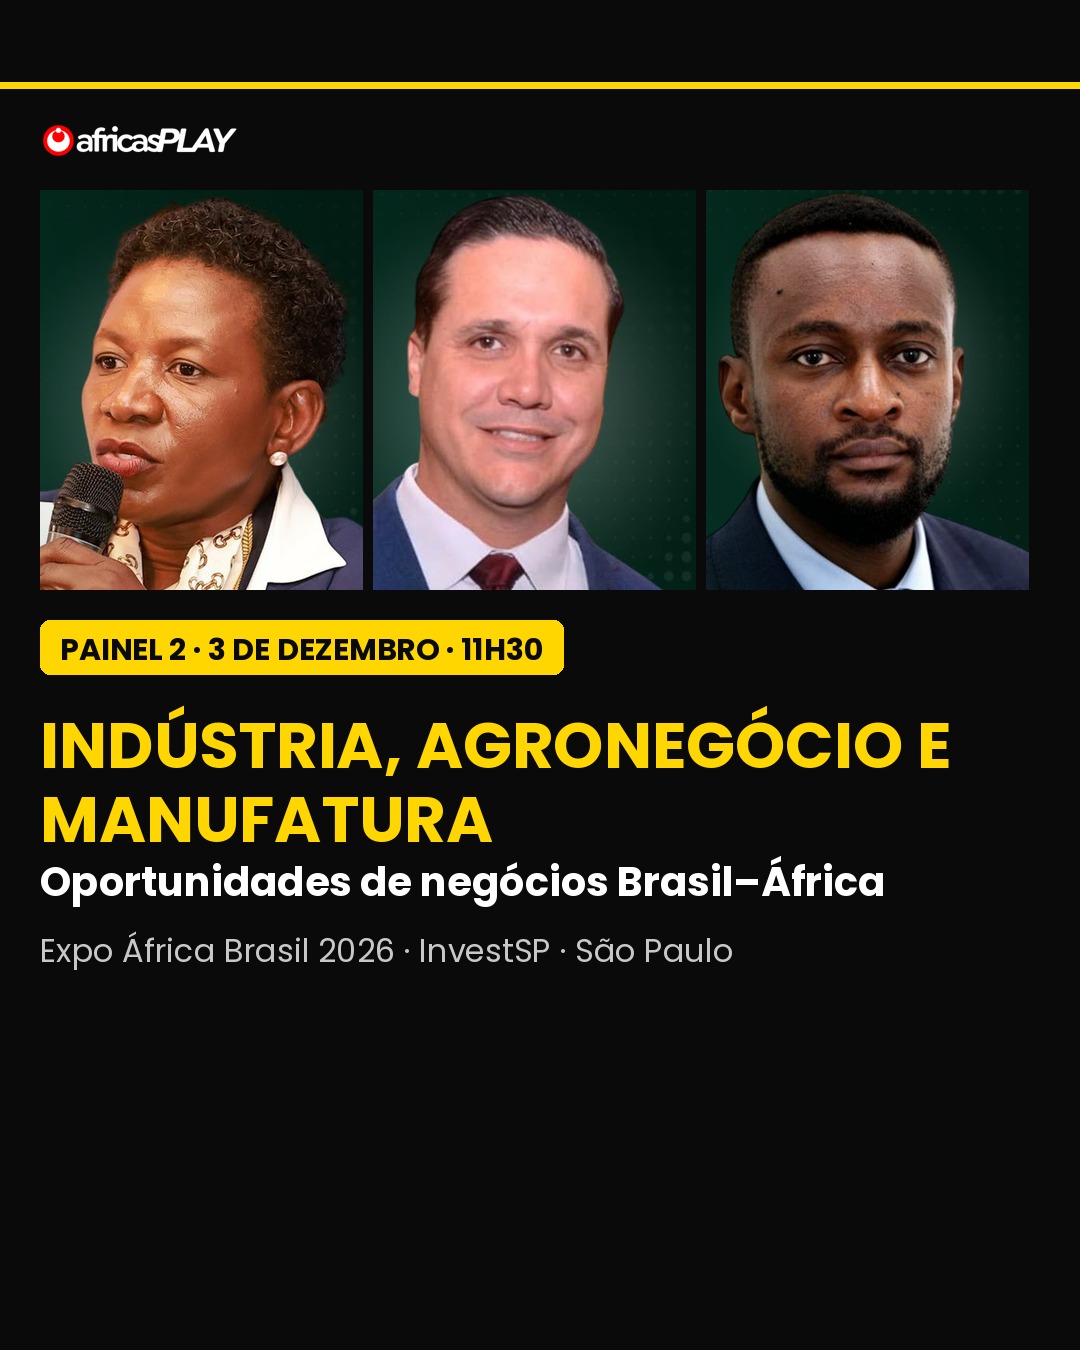 africasPLAY
PAINEL 2 · 3 DE DEZEMBRO · 11H30
INDÚSTRIA, AGRONEGÓCIO E
MANUFATURA
Oportunidades de negócios Brasil–África
Expo África Brasil 2026 · InvestSP · São Paulo